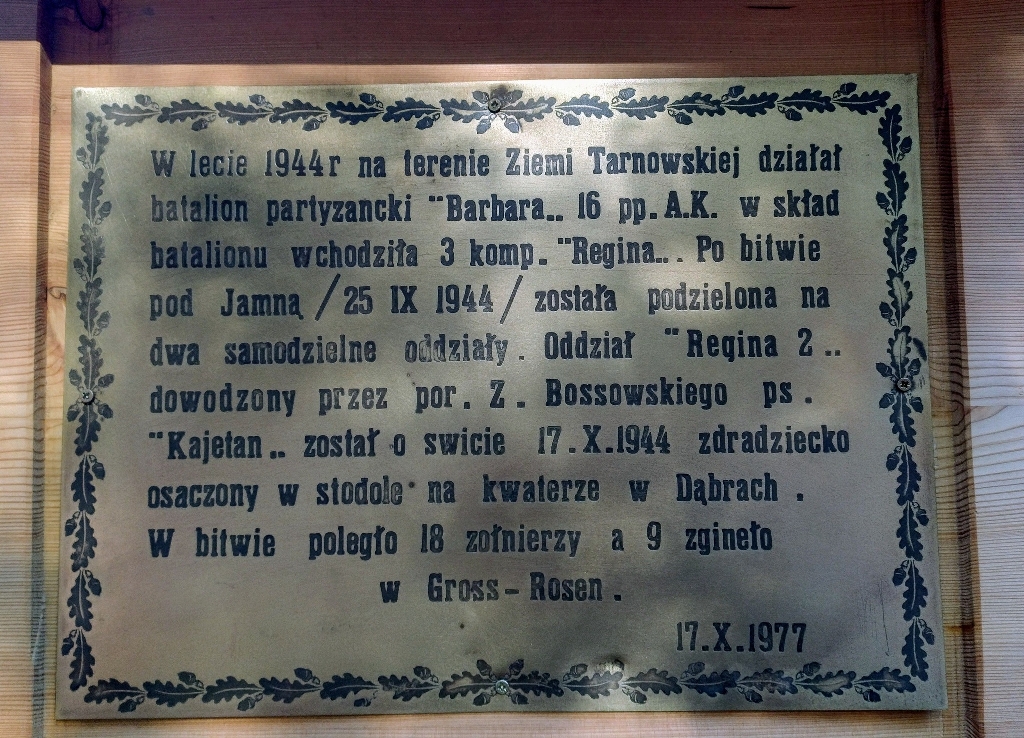 W lecie 1944r na terenie Ziemi Tarnowskiej działał
batalion partyzancki "Barbara„ 16 pp. A.K. w skład
batalionu wchodziła 3 komp. "Regina„. Po bitwie
pod Jamną /25 IX 1944/ została podzielona na
dwa samodzielne oddziały. Oddział "Regina 2„
dowodzony przez por. Z. Bossowskiego ps.
"Kajetan„ został o swicie 17.X.1944 zdradziecko
osaczony w stodole na kwaterze w Dąbrach.
W bitwie poległo 18 zołnierzy a 9 zgineło
w Gross-Rosen.
17.X.1977